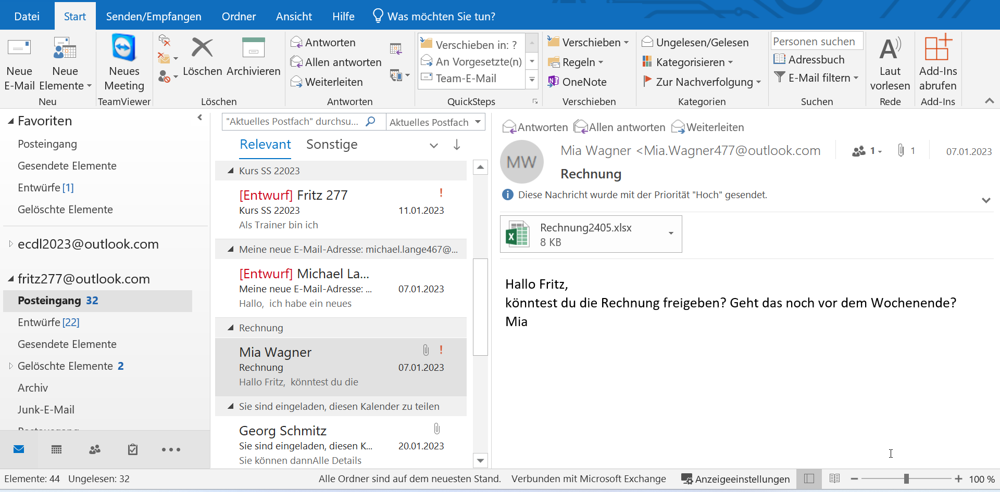 Datei
Start
Senden/Empfangen
Ordner
Ansicht
Hilfe
Was möchten Sie tun?
Neue
E-Mail
Neue
Elemente
Neu
Neues
Meeting
TeamViewer
Löschen
Archivieren
Löschen
Antworten
Allen antworten
Weiterleiten
Antworten
Verschieben in: ?
An Vorgesetzte(n)
Team-E-Mail
QuickSteps
Verschieben
Regeln
OneNote
Verschieben
Ungelesen/Gelesen
Kategorisieren
Zur Nachverfolgung
Kategorien
Personen suchen
Adressbuch
E-Mail filtern
Suchen
Laut
vorlesen
Rede
Add-Ins
abrufen
Add-Ins
Favoriten
Posteingang
Gesendete Elemente
Entwürfe [1]
Gelöschte Elemente
ecdl2023@outlook.com
fritz277@outlook.com
Posteingang 32
Entwürfe [22]
Gesendete Elemente
Gelöschte Elemente 2
Archiv
Junk-E-Mail
"Aktuelles Postfach" durchsu...
Aktuelles Postfach
Relevant
Sonstige
Kurs SS 22023
[Entwurf] Fritz 277 !
Kurs SS 22023 11.01.2023
Als Trainer bin ich
Meine neue E-Mail-Adresse: michael.lange467@...
[Entwurf] Michael La...
Meine neue E-Mail-Adresse: ... 07.01.2023
Hallo, ich habe ein neues
Rechnung
Mia Wagner !
Rechnung 07.01.2023
Hallo Fritz, könntest du die
Sie sind eingeladen, diesen Kalender zu teilen
Georg Schmitz
Sie sind eingeladen, diesen K... 20.01.2023
Sie können dannAlle Details
Antworten Allen antworten Weiterleiten
MW
Mia Wagner <Mia.Wagner477@outlook.com 1 1 07.01.2023
Rechnung
Diese Nachricht wurde mit der Priorität "Hoch" gesendet.
Rechnung2405.xlsx
8 KB
Hallo Fritz,
könntest du die Rechnung freigeben? Geht das noch vor dem Wochenende?
Mia
Elemente: 44 Ungelesen: 32 Alle Ordner sind auf dem neuesten Stand. Verbunden mit Microsoft Exchange Anzeigeeinstellungen 100 %